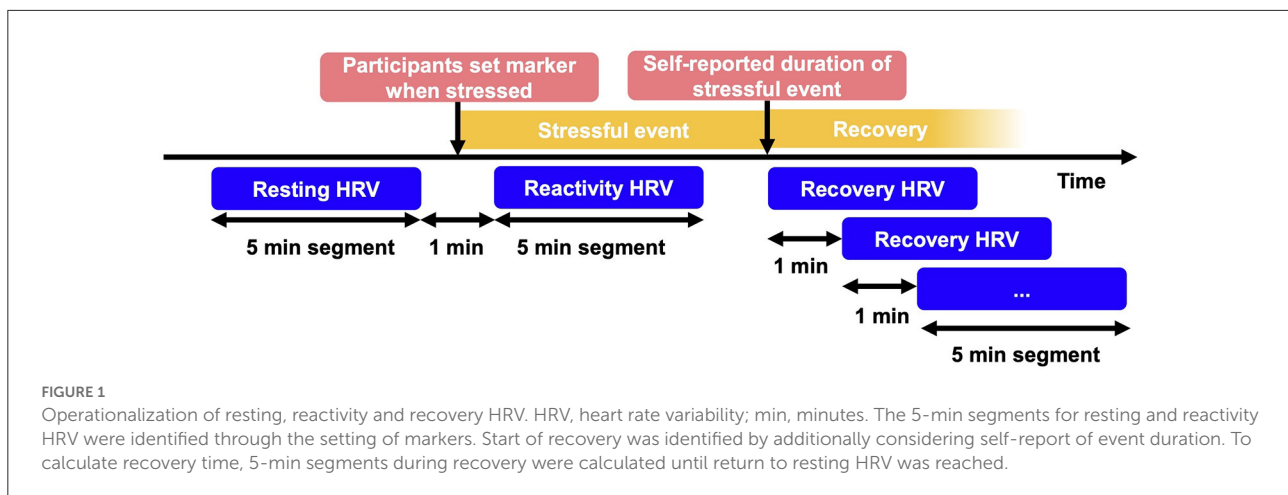 Participants set marker
when stressed
Self-reported duration of
stressful event
Stressful event
Recovery
Time
Resting HRV
Reactivity HRV
Recovery HRV
5 min segment
1 min
5 min segment
Recovery HRV
1 min
...
1 min
5 min segment
FIGURE 1
Operationalization of resting, reactivity and recovery HRV. HRV, heart rate variability; min, minutes. The 5-min segments for resting and reactivity
HRV were identified through the setting of markers. Start of recovery was identified by additionally considering self-report of event duration. To
calculate recovery time, 5-min segments during recovery were calculated until return to resting HRV was reached.